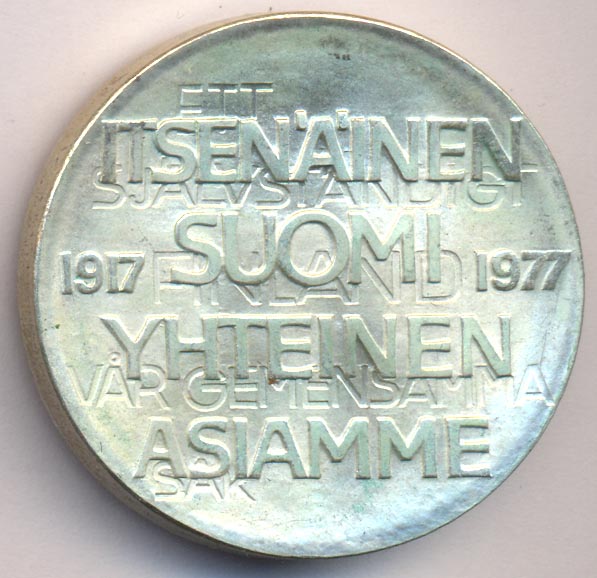 ETT
ITSENÄINEN
SJÄLVSTÄNDIGT
SUOMI
1917 FINLAND 1977
YHTEINEN
VÅR GEMENSAMMA
ASIAMME
SAK